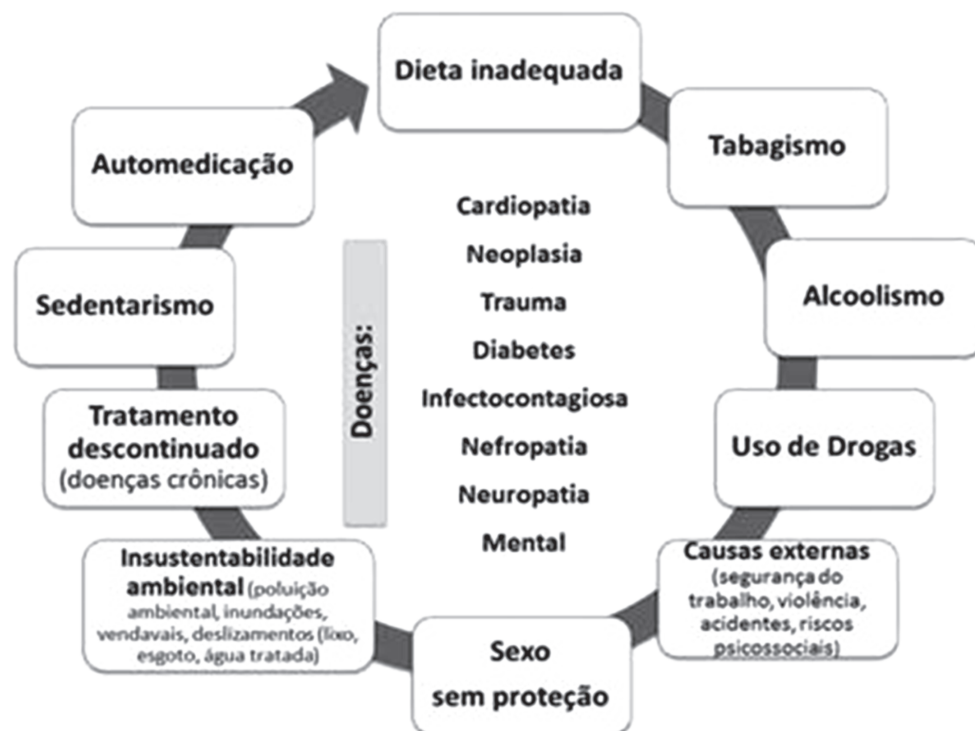 Dieta inadequada
Tabagismo
Alcoolismo
Uso de Drogas
Causas externas
(segurança do
trabalho, violência,
acidentes, riscos
psicossociais)
Sexo
sem proteção
Insustentabilidade
ambiental (poluição
ambiental, inundações,
vendavais, deslizamentos (lixo,
esgoto, água tratada)
Tratamento
descontinuado
(doenças crônicas)
Sedentarismo
Automedicação
Doenças:
Cardiopatia
Neoplasia
Trauma
Diabetes
Infectocontagiosa
Nefropatia
Neuropatia
Mental